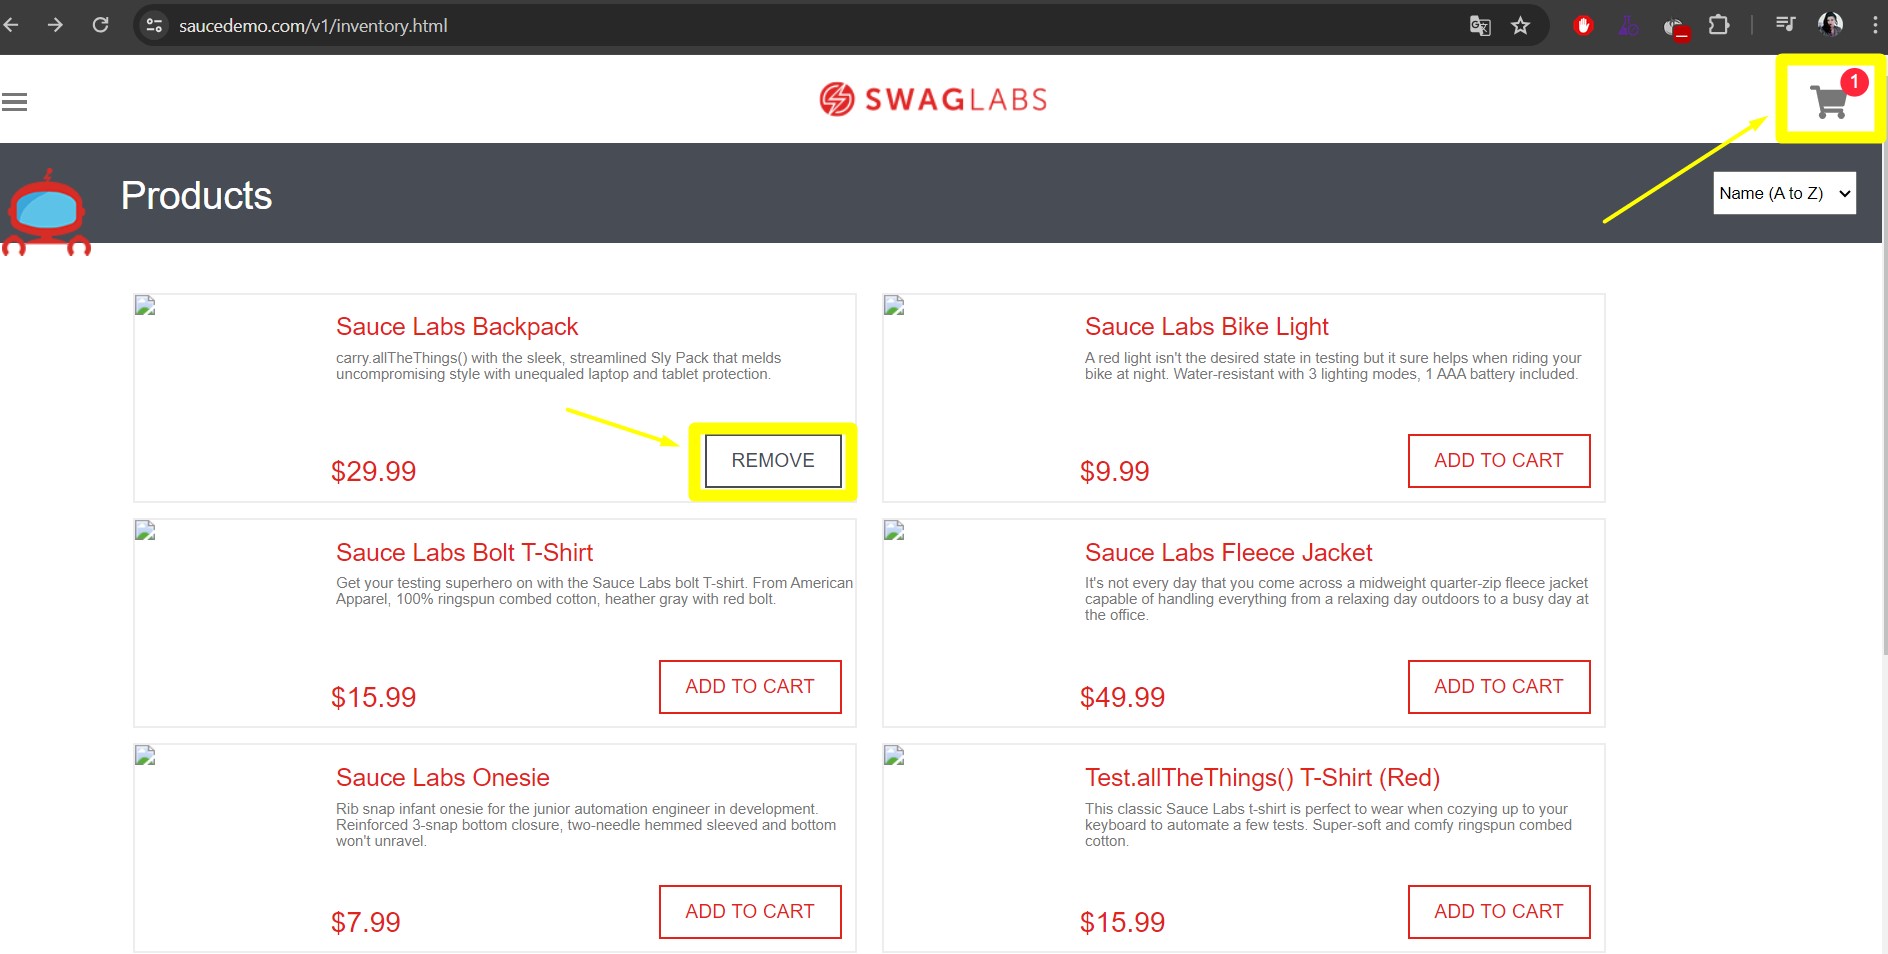 saucedemo.com/v1/inventory.html
SWAGLABS
1
Products
Name (A to Z)
Sauce Labs Backpack
carry.allTheThings() with the sleek, streamlined Sly Pack that melds
uncompromising style with unequaled laptop and tablet protection.
$29.99
REMOVE
Sauce Labs Bike Light
A red light isn't the desired state in testing but it sure helps when riding your
bike at night. Water-resistant with 3 lighting modes, 1 AAA battery included.
$9.99
ADD TO CART
Sauce Labs Bolt T-Shirt
Get your testing superhero on with the Sauce Labs bolt T-shirt. From American
Apparel, 100% ringspun combed cotton, heather gray with red bolt.
$15.99
ADD TO CART
Sauce Labs Fleece Jacket
It's not every day that you come across a midweight quarter-zip fleece jacket
capable of handling everything from a relaxing day outdoors to a busy day at
the office.
$49.99
ADD TO CART
Sauce Labs Onesie
Rib snap infant onesie for the junior automation engineer in development.
Reinforced 3-snap bottom closure, two-needle hemmed sleeved and bottom
won't unravel.
$7.99
ADD TO CART
Test.allTheThings() T-Shirt (Red)
This classic Sauce Labs t-shirt is perfect to wear when cozying up to your
keyboard to automate a few tests. Super-soft and comfy ringspun combed
cotton.
$15.99
ADD TO CART